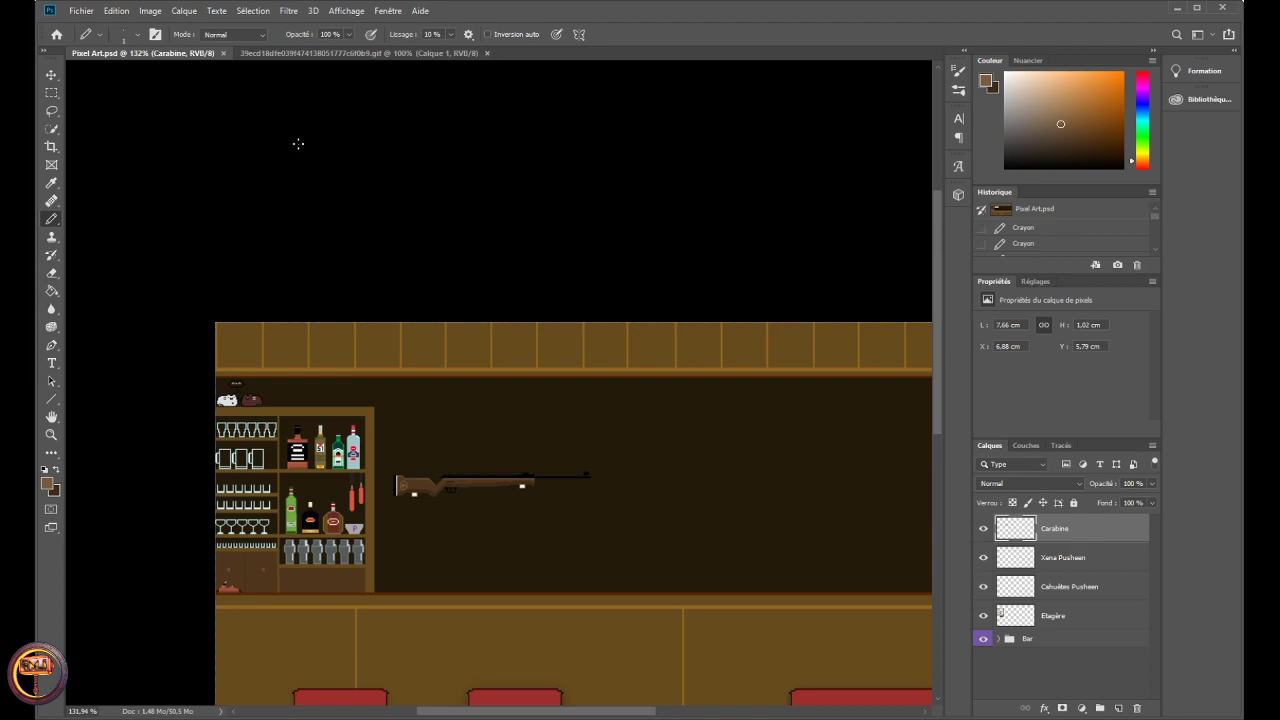 Ps Fichier Edition Image Calque Texte Sélection Filtre 3D Affichage Fenêtre Aide
1 Mode : Normal Opacité : 100 % Lissage : 10 % Inversion auto
Pixel Art.psd @ 132% (Carabine, RVB/8) × 39ecd18dfe039f474138051777c6f0b9.gif @ 100% (Calque 1, RVB/8) ×
Couleur Nuancier
Formation
Bibliothèqu...
Historique
Pixel Art.psd
Crayon
Crayon
Propriétés Réglages
Propriétés du calque de pixels
L : 7,66 cm H : 1,02 cm
X : 6,88 cm Y : 5,79 cm
Calques Couches Tracés
Type
Normal Opacité : 100 %
Verrou : Fond : 100 %
Carabine
Xena Pusheen
Cahuètes Pusheen
Etagère
Bar
131,94 % Doc : 1,48 Mo/50,5 Mo